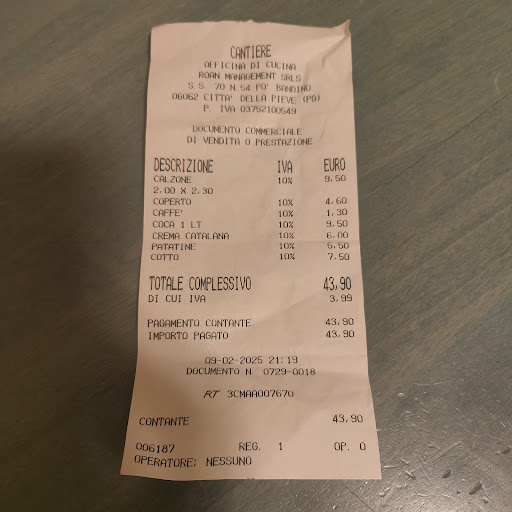 CANTIERE
OFFICINA DI CUCINA
ROAN MANAGEMENT SRLS
S.S. 70 N.54 PO' BANDINO
06062 CITTA' DELLA PIEVE (PG)
P. IVA 03752100549
DOCUMENTO COMMERCIALE
DI VENDITA O PRESTAZIONE
DESCRIZIONE IVA EURO
CALZONE 10% 9,50
2,00 X 2,30
COPERTO 10% 4,60
CAFFE' 10% 1,30
COCA 1 LT 10% 9,50
CREMA CATALANA 10% 6,00
PATATINE 10% 5,50
COTTO 10% 7,50
TOTALE COMPLESSIVO 43,90
DI CUI IVA 3,99
PAGAMENTO CONTANTE 43,90
IMPORTO PAGATO 43,90
09-02-2025 21:19
DOCUMENTO N. 0729-0018
RT 3CMAA007670
CONTANTE 43,90
006187 REG. 1 OP. 0
OPERATORE: NESSUNO